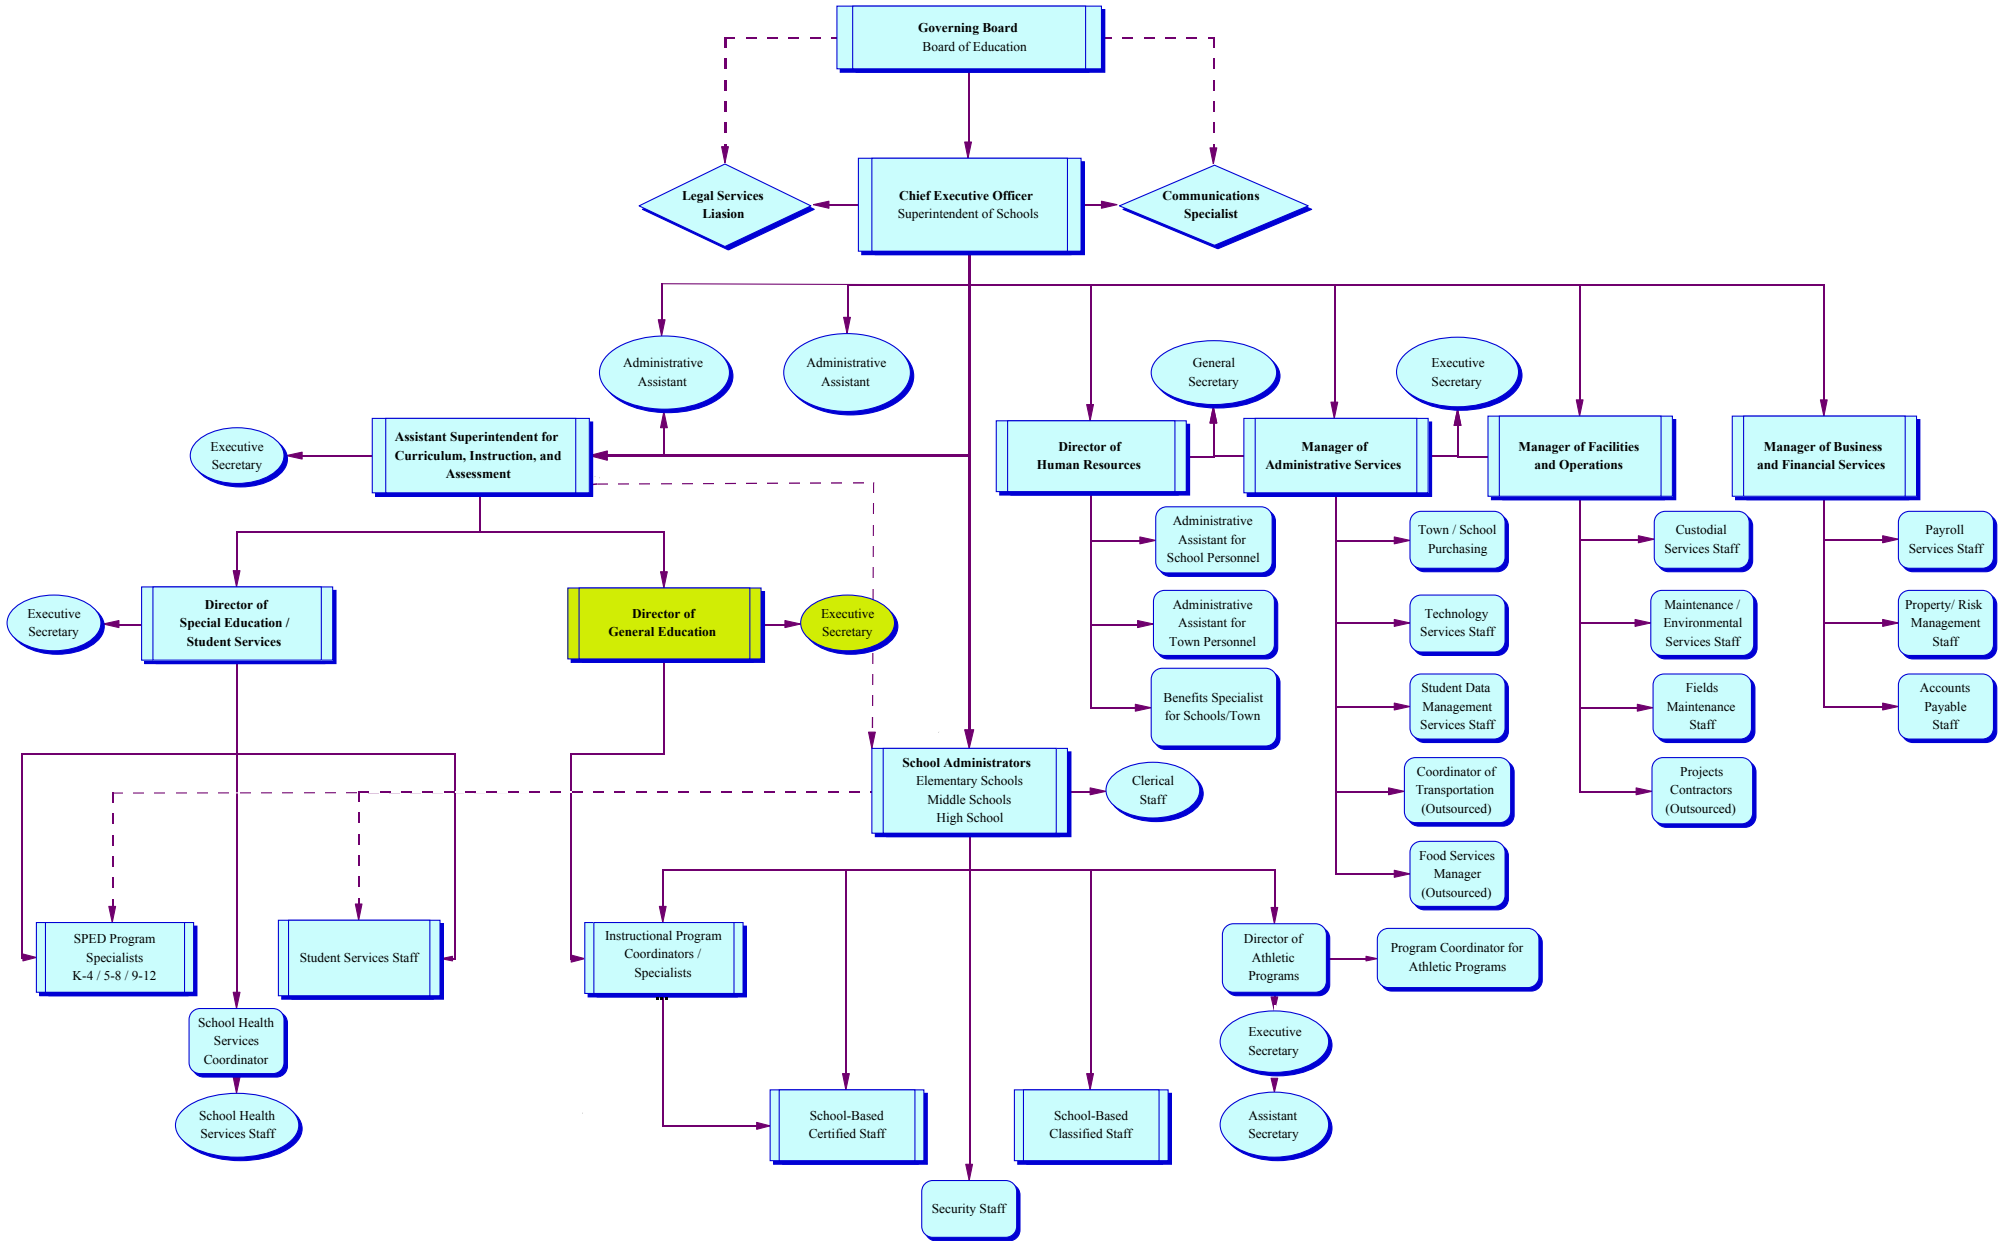 Governing Board
Board of Education
Legal Services
Liasion
Chief Executive Officer
Superintendent of Schools
Communications
Specialist
Administrative
Assistant
Administrative
Assistant
General
Secretary
Executive
Secretary
Executive
Secretary
Assistant Superintendent for
Curriculum, Instruction, and
Assessment
Director of
Human Resources
Manager of
Administrative Services
Manager of Facilities
and Operations
Manager of Business
and Financial Services
Administrative
Assistant for
School Personnel
Town / School
Purchasing
Custodial
Services Staff
Payroll
Services Staff
Executive
Secretary
Director of
Special Education /
Student Services
Director of
General Education
Executive
Secretary
Administrative
Assistant for
Town Personnel
Technology
Services Staff
Maintenance /
Environmental
Services Staff
Property/ Risk
Management
Staff
Benefits Specialist
for Schools/Town
Student Data
Management
Services Staff
Fields
Maintenance
Staff
Accounts
Payable
Staff
School Administrators
Elementary Schools
Middle Schools
High School
Clerical
Staff
Coordinator of
Transportation
(Outsourced)
Projects
Contractors
(Outsourced)
Food Services
Manager
(Outsourced)
SPED Program
Specialists
K-4 / 5-8 / 9-12
Student Services Staff
Instructional Program
Coordinators /
Specialists
Director of
Athletic
Programs
Program Coordinator for
Athletic Programs
School Health
Services
Coordinator
Executive
Secretary
School Health
Services Staff
School-Based
Certified Staff
School-Based
Classified Staff
Assistant
Secretary
Security Staff